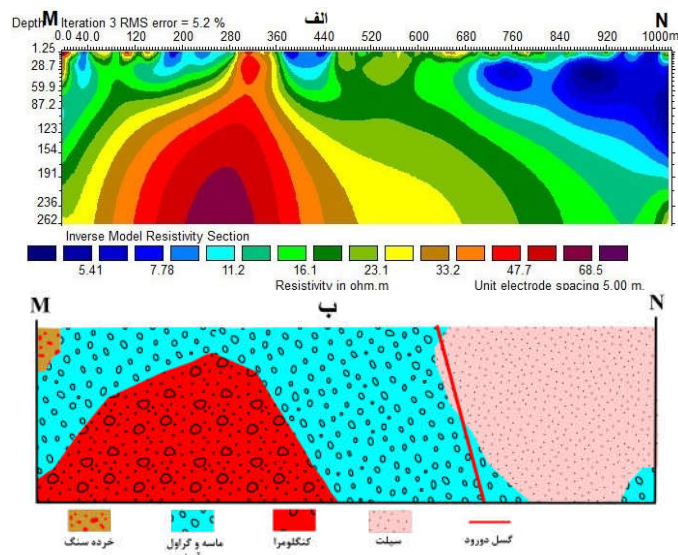 الف
M N
Depth Iteration 3 RMS error = 5.2 %
0.0 40.0 120 200 280 360 440 520 600 680 760 840 920 1000m
1.25
28.7
59.9
87.2
123
154
191
236
262
Inverse Model Resistivity Section
5.41 7.78 11.2 16.1 23.1 33.2 47.7 68.5
Resistivity in ohm.m Unit electrode spacing 5.00 m.
M ب N
خرده سنگ
ماسه و گراول
کنگلومرا
سیلت
گسل دورود